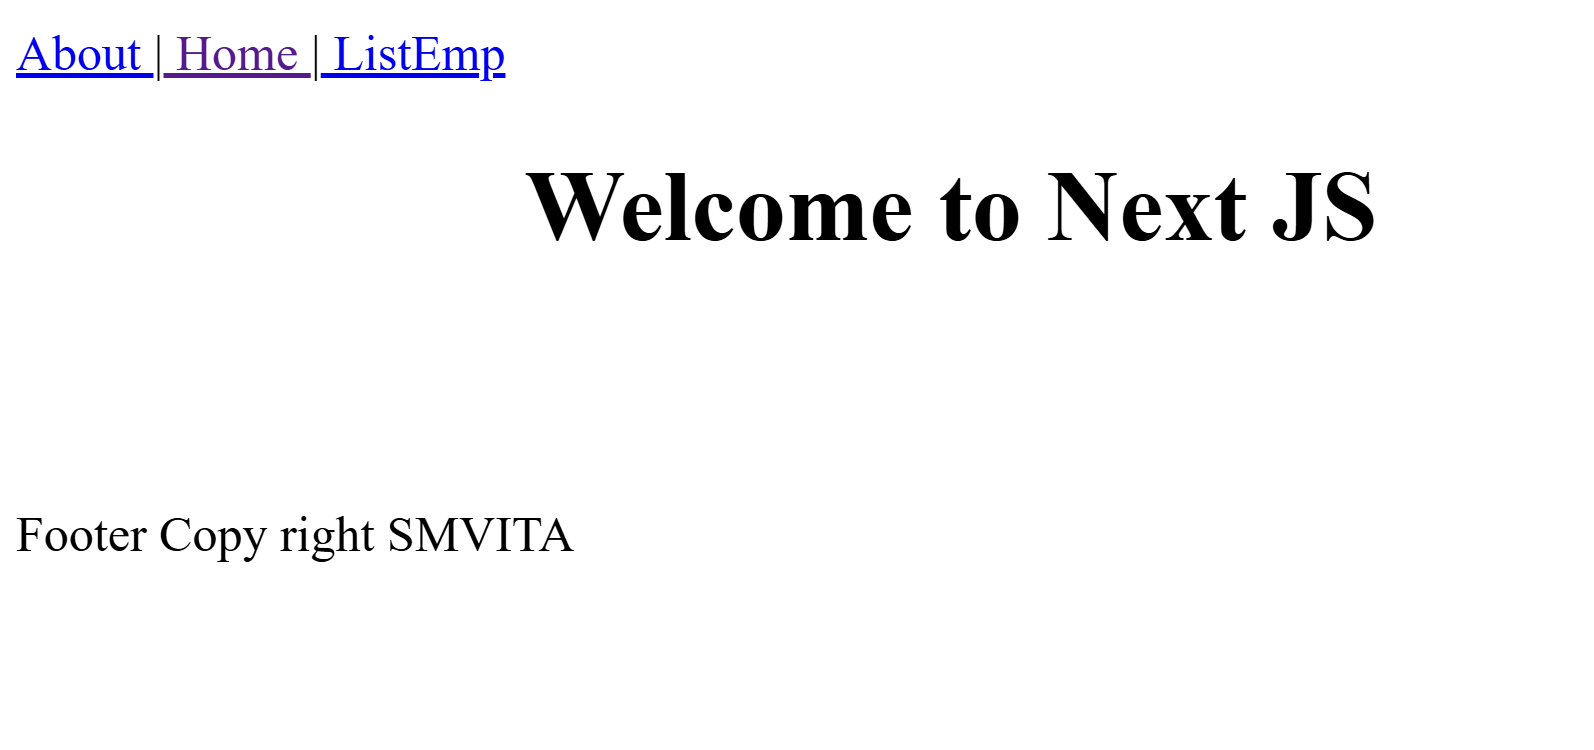 About | Home | ListEmp
Welcome to Next JS
Footer Copy right SMVITA